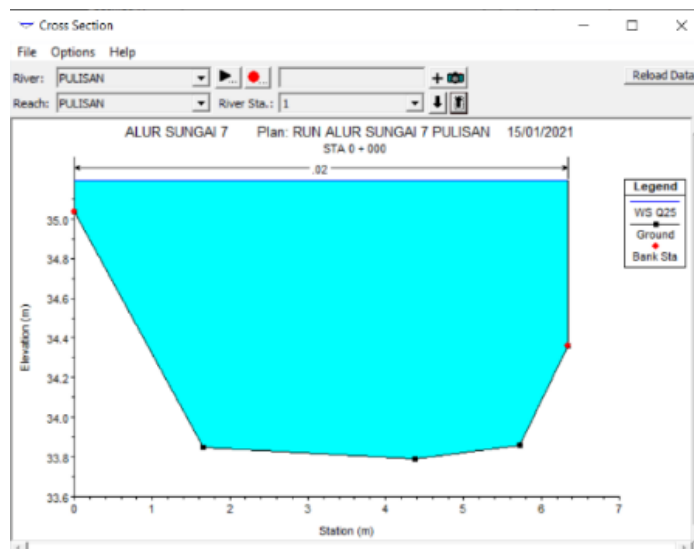 Cross Section
File Options Help
River: PULISAN
Reload Data
Reach: PULISAN River Sta.: 1
ALUR SUNGAI 7 Plan: RUN ALUR SUNGAI 7 PULISAN 15/01/2021
STA 0 + 000
.02
Legend
WS Q25
Ground
Bank Sta
35.0
34.8
34.6
34.4
34.2
34.0
33.8
33.6
Elevation (m)
0 1 2 3 4 5 6 7
Station (m)